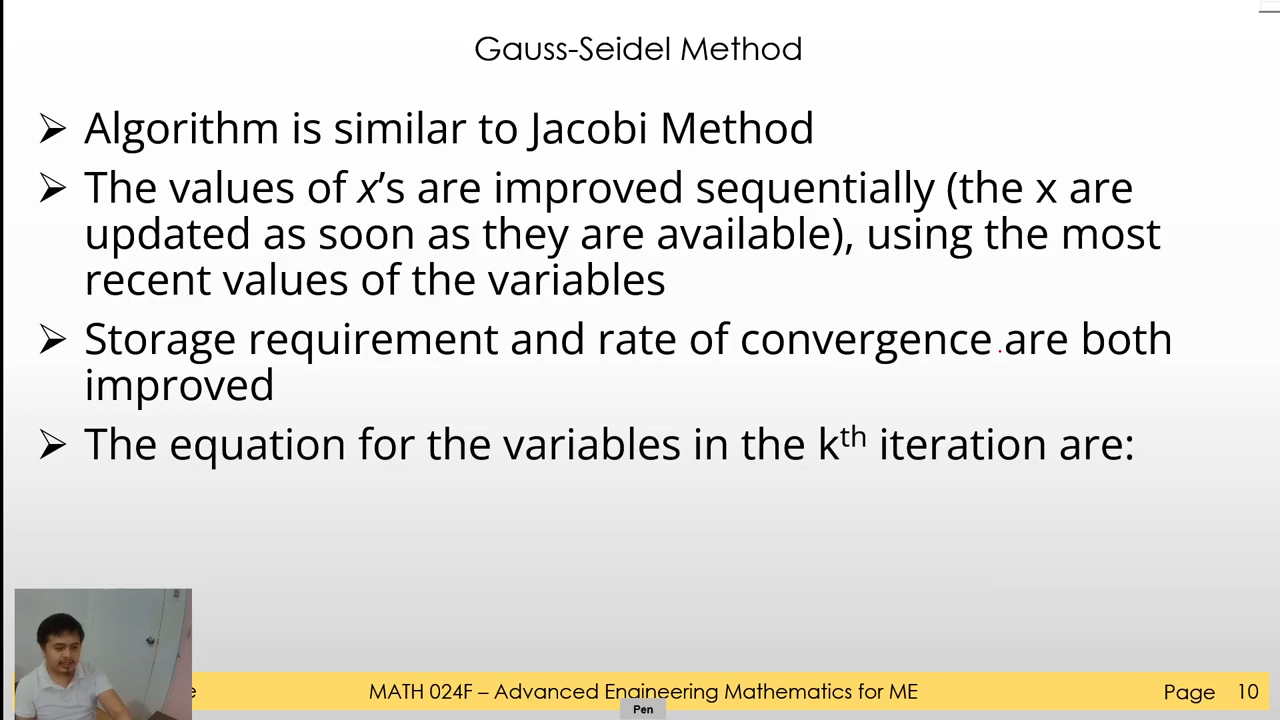 Gauss-Seidel Method
➢ Algorithm is similar to Jacobi Method
➢ The values of x’s are improved sequentially (the x are
updated as soon as they are available), using the most
recent values of the variables
➢ Storage requirement and rate of convergence are both
improved
➢ The equation for the variables in the kth iteration are:
MATH 024F – Advanced Engineering Mathematics for ME
Page 10
Pen